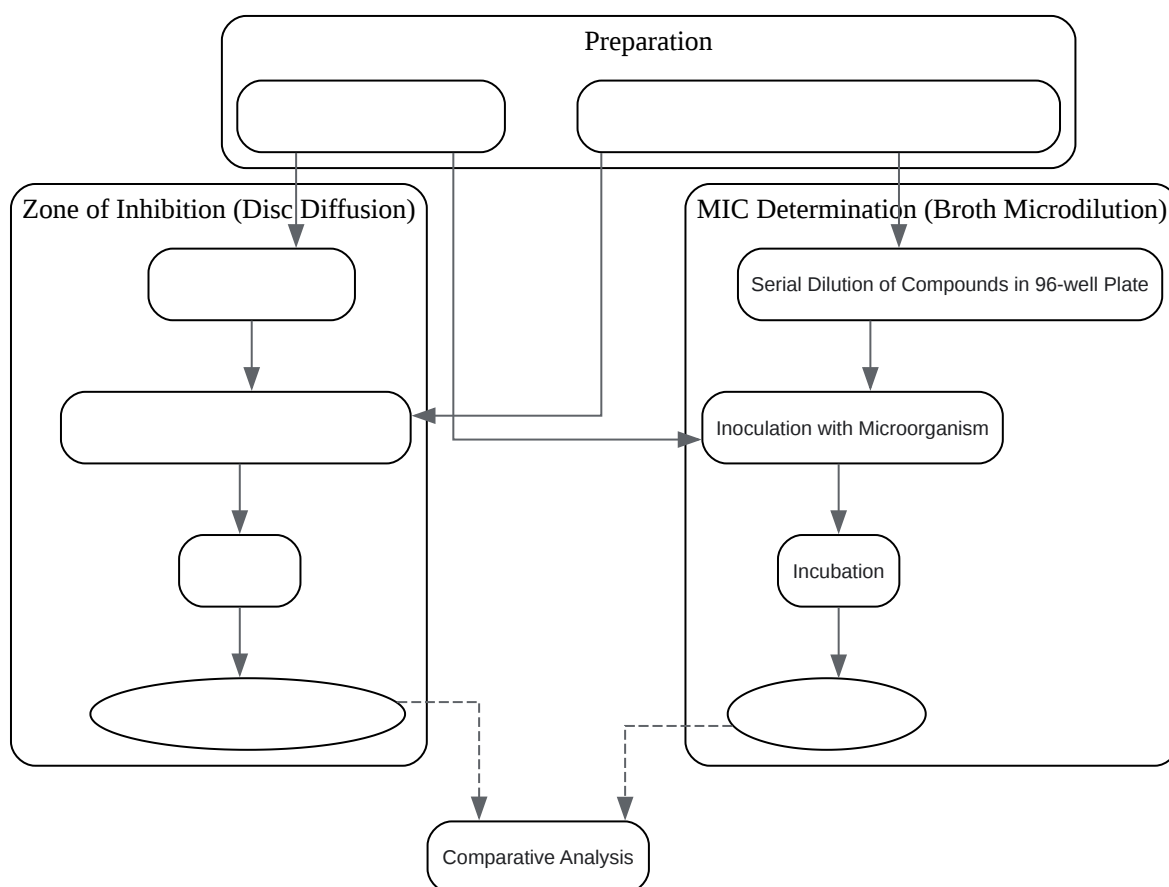 Preparation
Zone of Inhibition (Disc Diffusion)
MIC Determination (Broth Microdilution)
Serial Dilution of Compounds in 96-well Plate
Inoculation with Microorganism
Incubation
Comparative Analysis